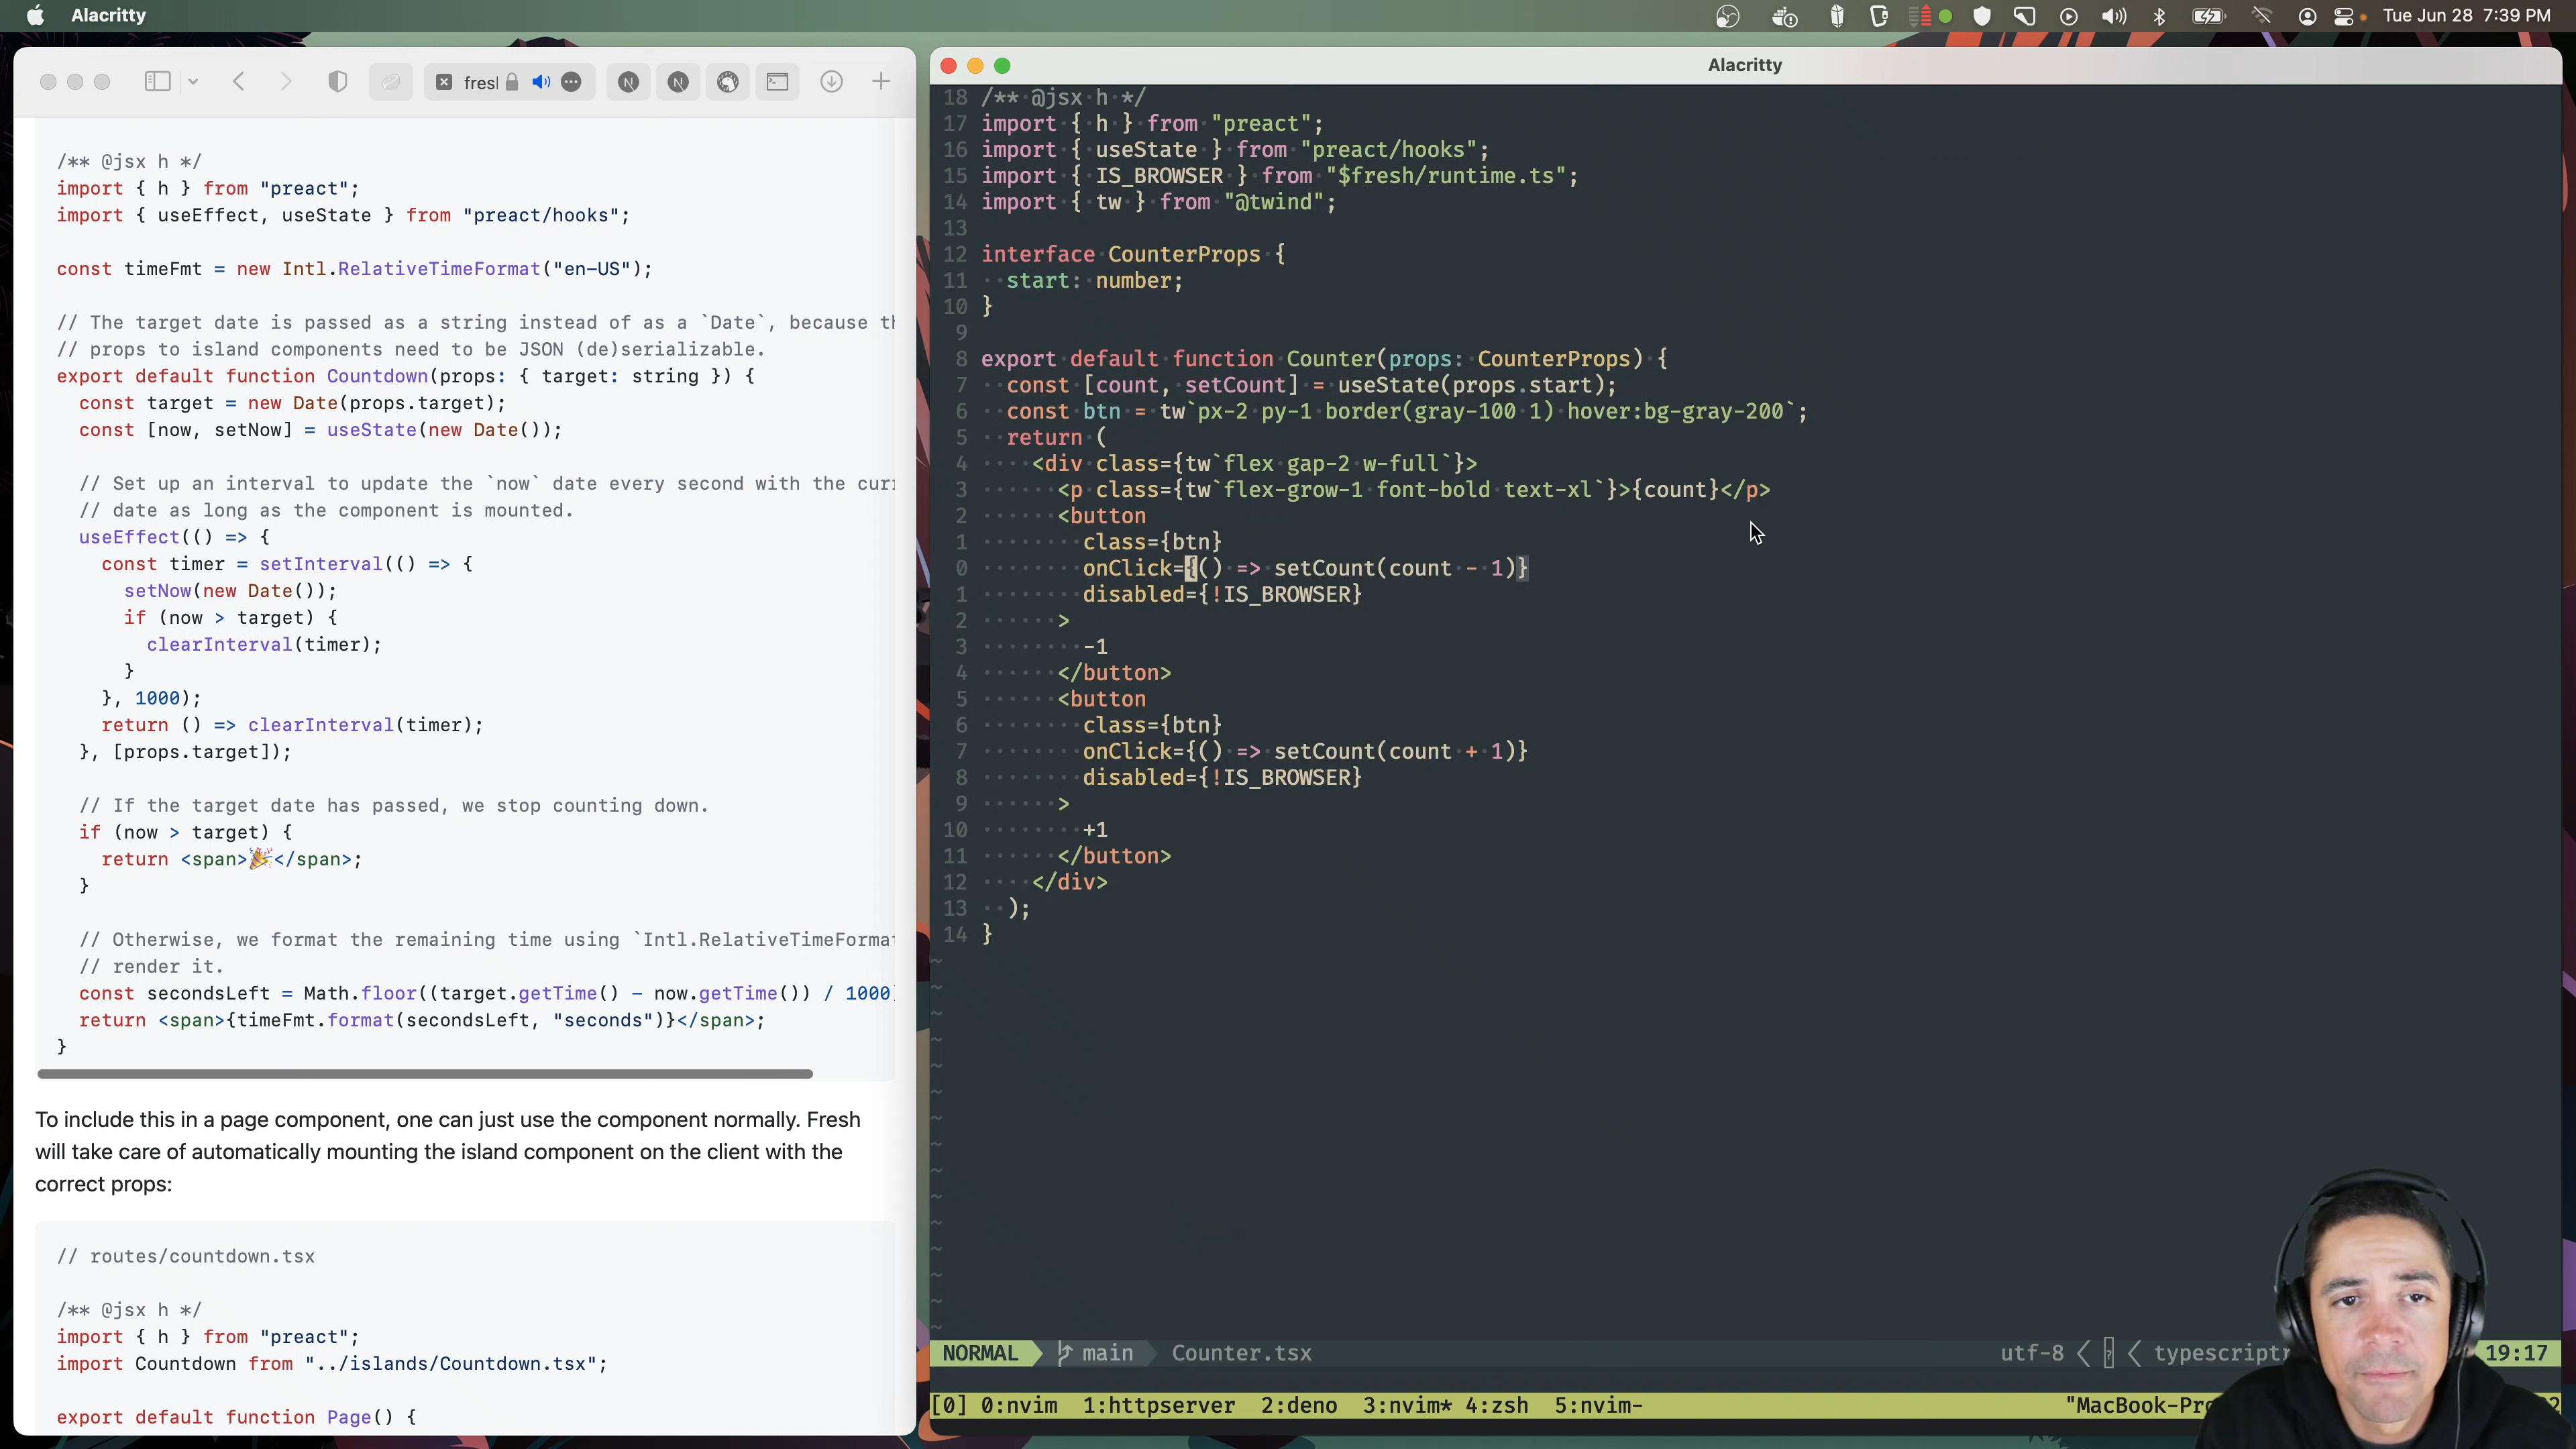 Alacritty
Tue Jun 28 7:39 PM
fresl
/** @jsx h */
import { h } from "preact";
import { useEffect, useState } from "preact/hooks";
const timeFmt = new Intl.RelativeTimeFormat("en-US");
// The target date is passed as a string instead of as a `Date`, because th
// props to island components need to be JSON (de)serializable.
export default function Countdown(props: { target: string }) {
const target = new Date(props.target);
const [now, setNow] = useState(new Date());
// Set up an interval to update the `now` date every second with the curr
// date as long as the component is mounted.
useEffect(() => {
const timer = setInterval(() => {
setNow(new Date());
if (now > target) {
clearInterval(timer);
}
}, 1000);
return () => clearInterval(timer);
}, [props.target]);
// If the target date has passed, we stop counting down.
if (now > target) {
return <span>🎉</span>;
}
// Otherwise, we format the remaining time using `Intl.RelativeTimeFormat
// render it.
const secondsLeft = Math.floor((target.getTime() - now.getTime()) / 1000)
return <span>{timeFmt.format(secondsLeft, "seconds")}</span>;
}
To include this in a page component, one can just use the component normally. Fresh
will take care of automatically mounting the island component on the client with the
correct props:
// routes/countdown.tsx
/** @jsx h */
import { h } from "preact";
import Countdown from "../islands/Countdown.tsx";
export default function Page() {
Alacritty
18 /** @jsx h */
17 import { h } from "preact";
16 import { useState } from "preact/hooks";
15 import { IS_BROWSER } from "$fresh/runtime.ts";
14 import { tw } from "@twind";
13
12 interface CounterProps {
11 start: number;
10 }
9
8 export default function Counter(props: CounterProps) {
7 const [count, setCount] = useState(props.start);
6 const btn = tw`px-2 py-1 border(gray-100 1) hover:bg-gray-200`;
5 return (
4 <div class={tw`flex gap-2 w-full`}>
3 <p class={tw`flex-grow-1 font-bold text-xl`}>{count}</p>
2 <button
1 class={btn}
0 onClick={() => setCount(count - 1)}
1 disabled={!IS_BROWSER}
2 >
3 -1
4 </button>
5 <button
6 class={btn}
7 onClick={() => setCount(count + 1)}
8 disabled={!IS_BROWSER}
9 >
10 +1
11 </button>
12 </div>
13 );
14 }
NORMAL main Counter.tsx utf-8 typescriptr 19:17
[0] 0:nvim 1:httpserver 2:deno 3:nvim* 4:zsh 5:nvim- "MacBook-Pro